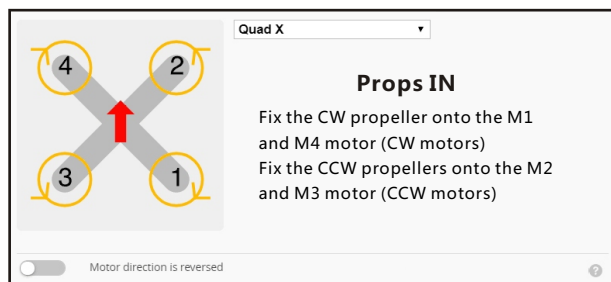 Quad X
4 2
3 1
Props IN
Fix the CW propeller onto the M1
and M4 motor (CW motors)
Fix the CCW propellers onto the M2
and M3 motor (CCW motors)
Motor direction is reversed
?